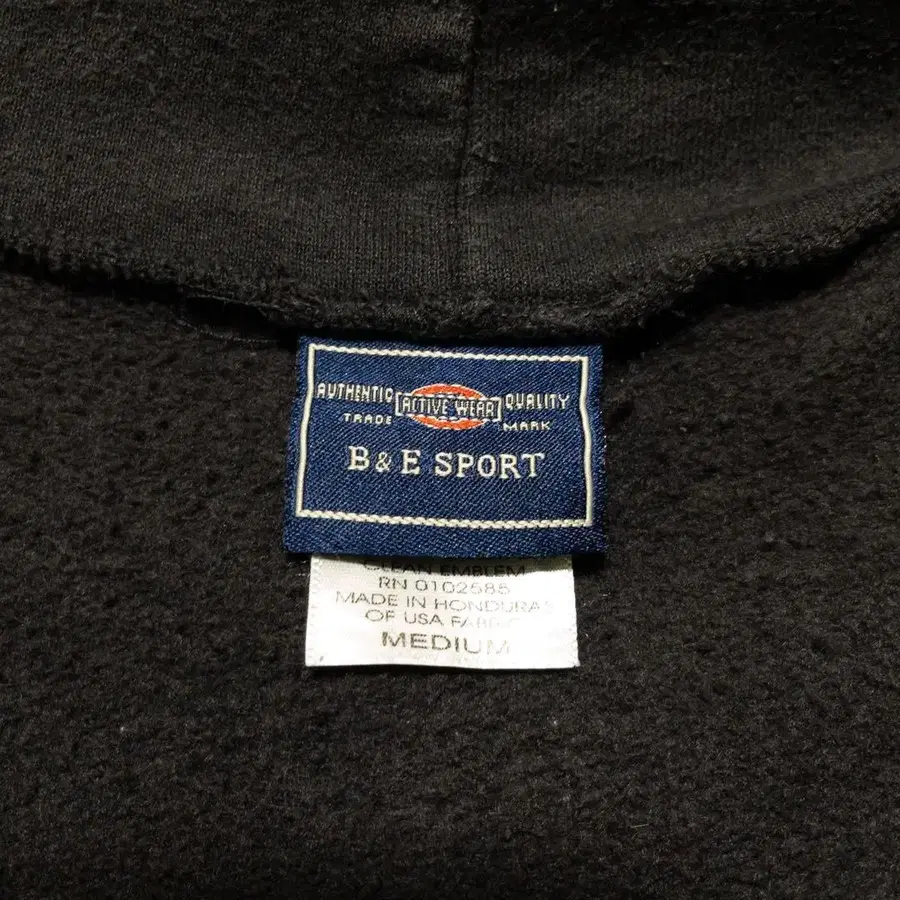 AUTHENTIC ACTIVE WEAR QUALITY
TRADE MARK
B & E SPORT
CLEAN EMBLEM
RN 0102585
MADE IN HONDURAS
OF USA FABRIC
MEDIUM